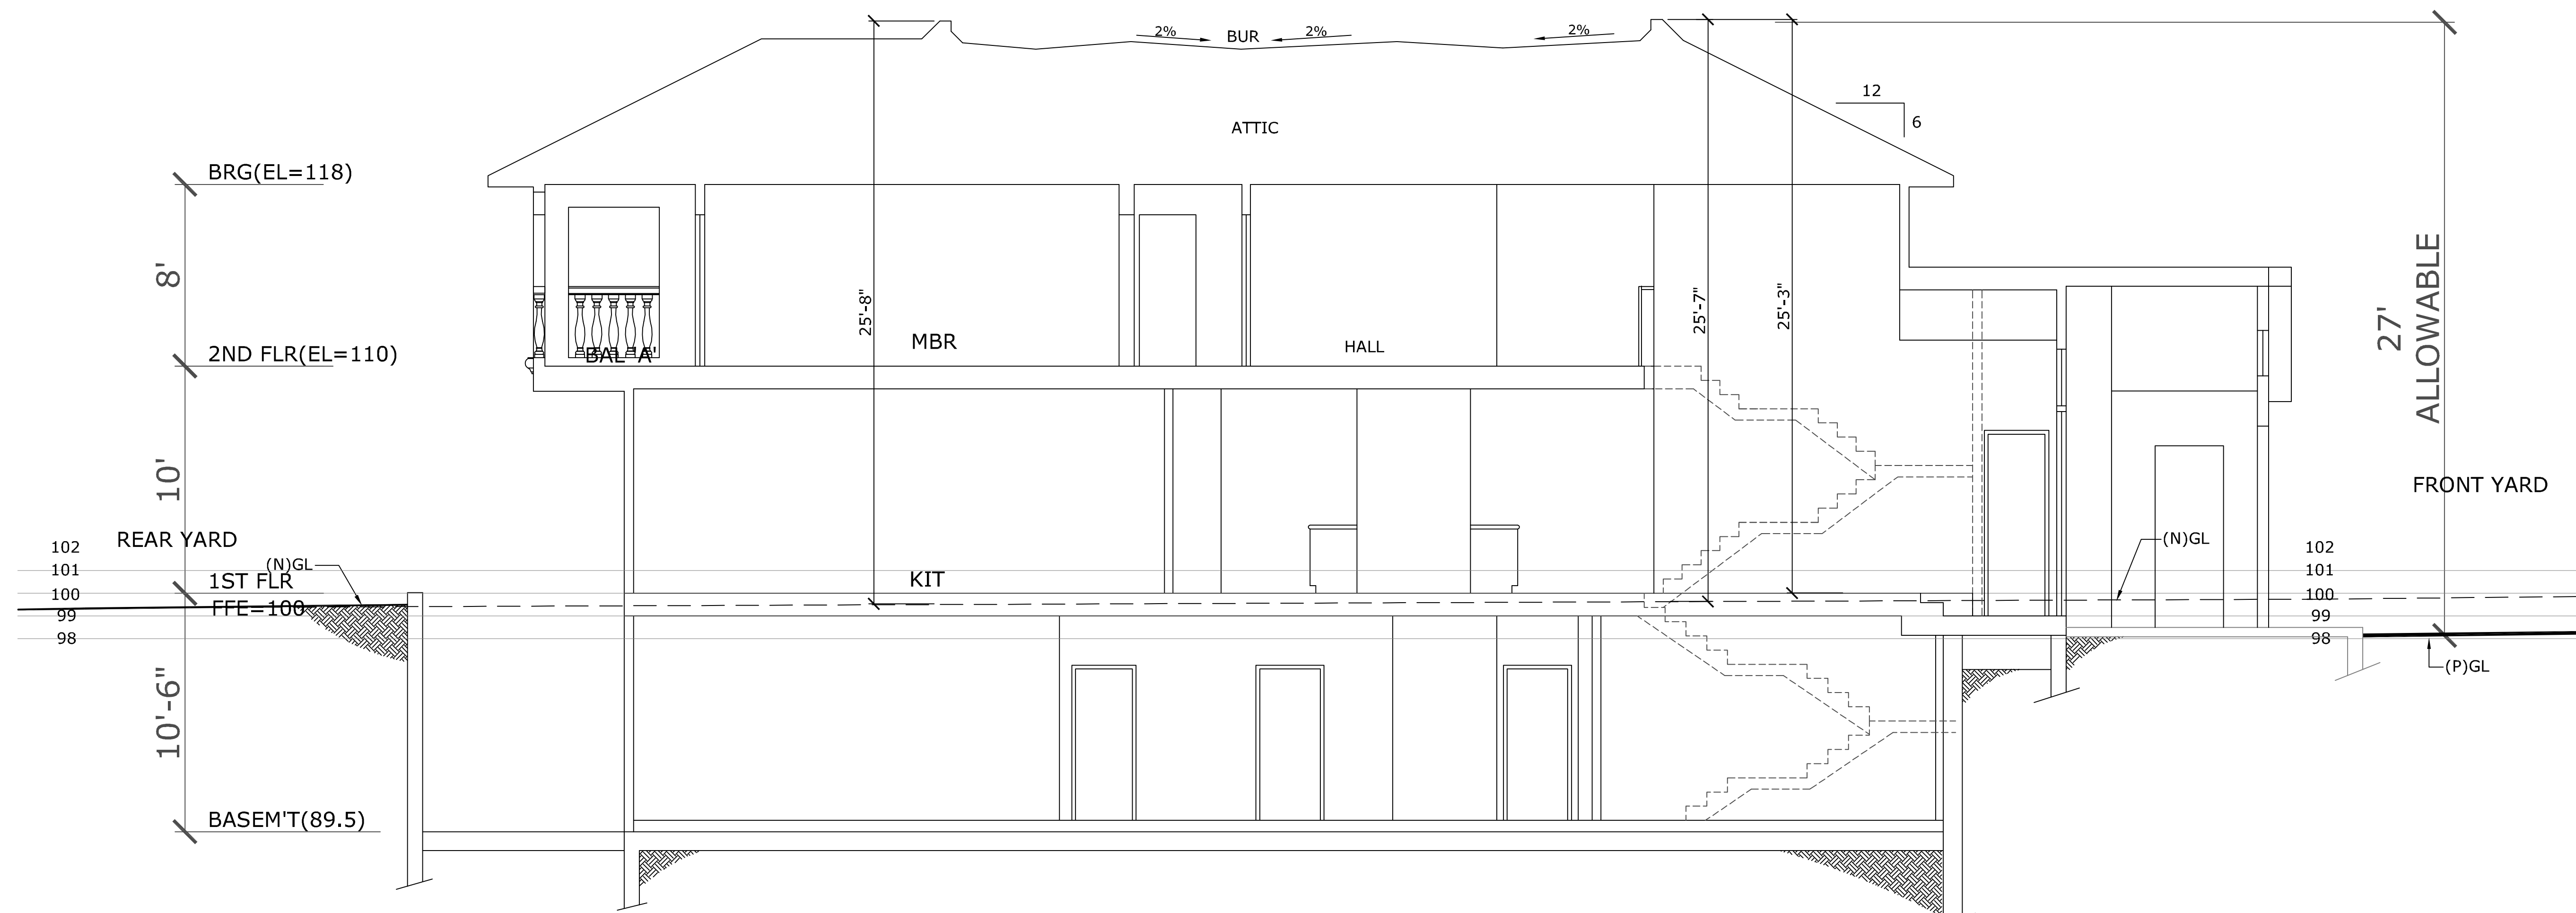 2%
BUR
2%
2%
12
6
ATTIC
BRG(EL=118)
8'
25'-8"
25'-7"
25'-3"
27'
ALLOWABLE
MBR
HALL
2ND FLR(EL=110)
BAL 'A'
10'
FRONT YARD
REAR YARD
(N)GL
(N)GL
102
101
100
99
98
102
101
100
99
98
1ST FLR
FFE=100
KIT
(P)GL
10'-6"
BASEM'T(89.5)